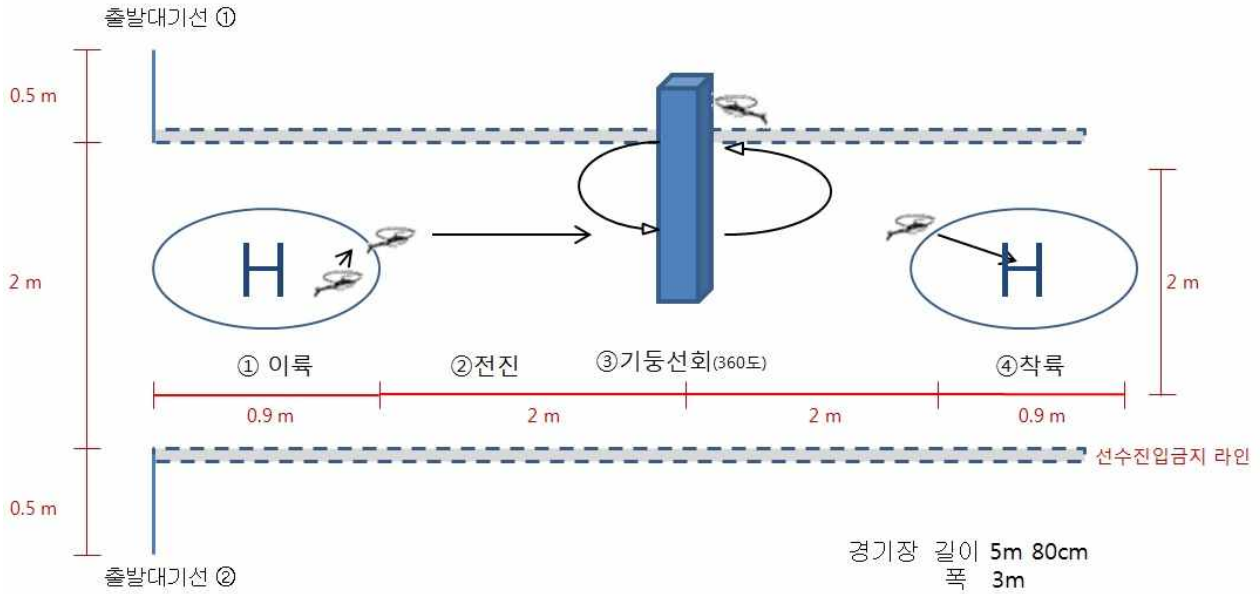 출발대기선 ①
0.5 m
2 m
0.5 m
H
H
2 m
① 이륙
②전진
③기둥선회(360도)
④착륙
0.9 m
2 m
2 m
0.9 m
선수진입금지 라인
출발대기선 ②
경기장 길이 5m 80cm
폭 3m